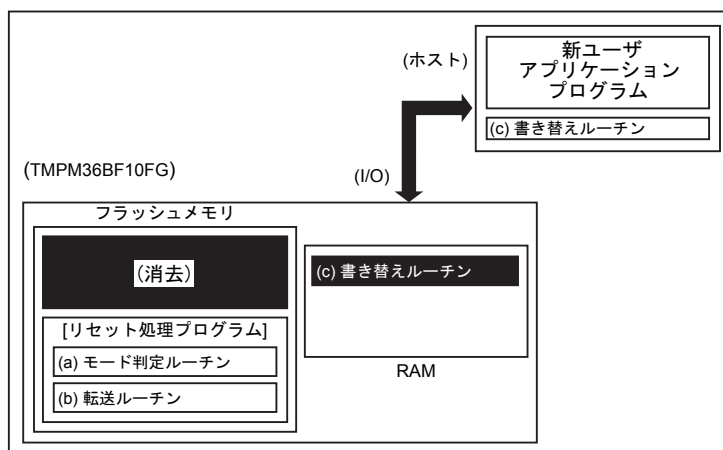 (ホスト)
新ユーザ
アプリケーション
プログラム
(c) 書き替えルーチン
(TMPM36BF10FG)
(I/O)
フラッシュメモリ
(消去)
[リセット処理プログラム]
(a) モード判定ルーチン
(b) 転送ルーチン
(c) 書き替えルーチン
RAM